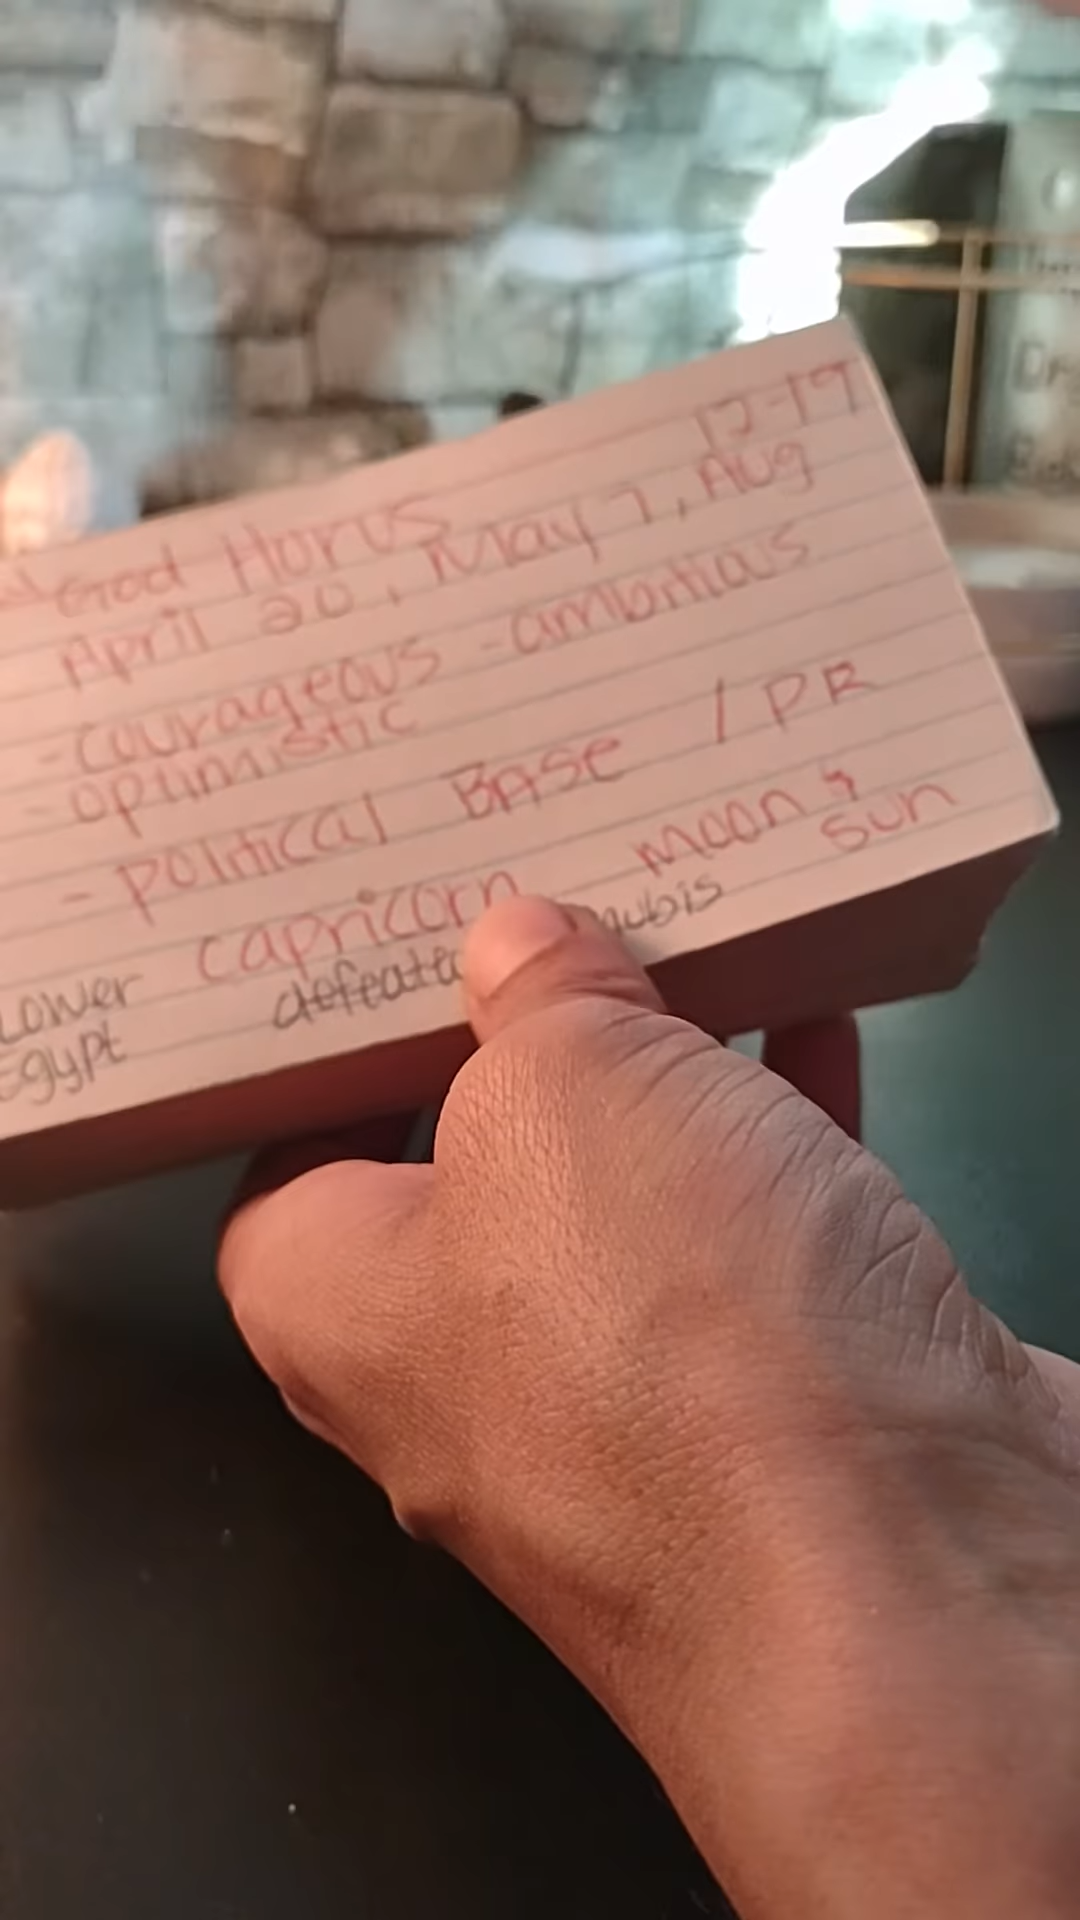 God Horus
April 20, May 7, Aug 12-19
-courageous -ambitious
-optimistic
-political BASe / PR
capricorn moon & sun
Lower Egypt